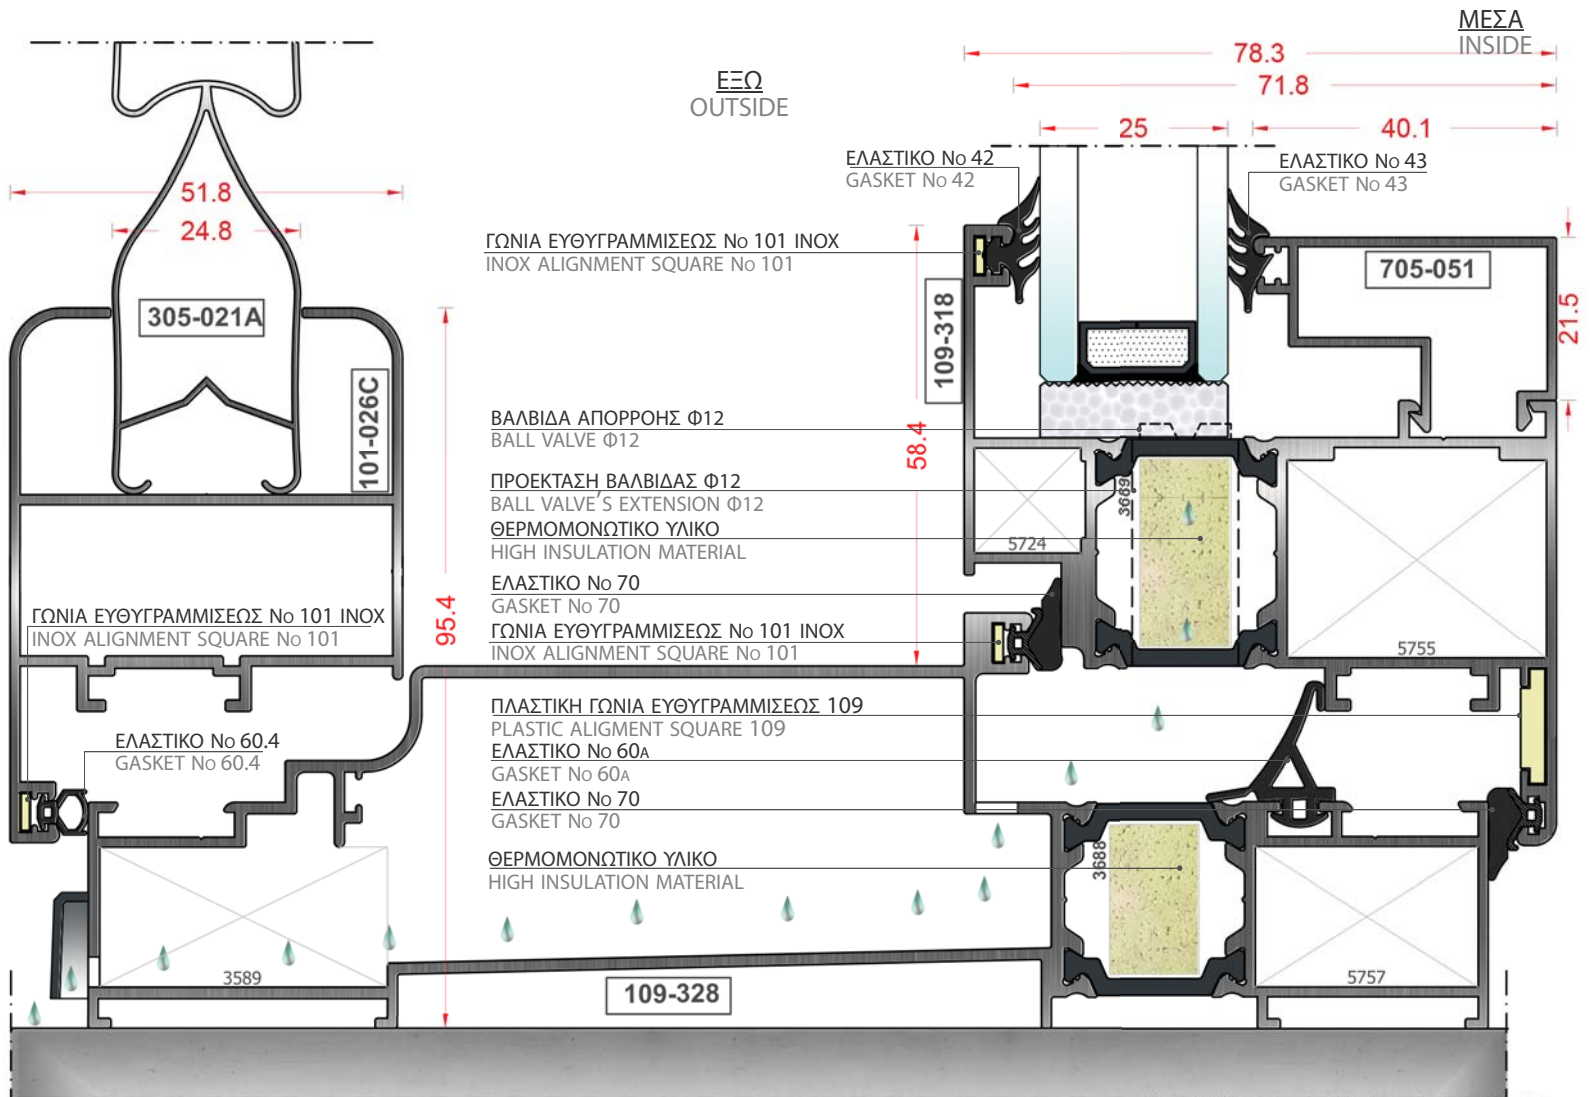 ΜΕΣΑ
INSIDE
78.3
ΕΞΩ
OUTSIDE
71.8
25
40.1
ΕΛΑΣΤΙΚΟ No 42
GASKET No 42
ΕΛΑΣΤΙΚΟ No 43
GASKET No 43
51.8
24.8
ΓΩΝΙΑ ΕΥΘΥΓΡΑΜΜΙΣΕΩΣ No 101 INOX
INOX ALIGNMENT SQUARE No 101
705-051
305-021A
109-318
21.5
101-026C
ΒΑΛΒΙΔΑ ΑΠΟΡΡΟΗΣ Φ12
BALL VALVE Φ12
58.4
ΠΡΟΕΚΤΑΣΗ ΒΑΛΒΙΔΑΣ Φ12
BALL VALVE'S EXTENSION Φ12
3669
ΘΕΡΜΟΜΟΝΩΤΙΚΟ ΥΛΙΚΟ
HIGH INSULATION MATERIAL
5724
ΕΛΑΣΤΙΚΟ No 70
GASKET No 70
95.4
ΓΩΝΙΑ ΕΥΘΥΓΡΑΜΜΙΣΕΩΣ No 101 INOX
INOX ALIGNMENT SQUARE No 101
ΓΩΝΙΑ ΕΥΘΥΓΡΑΜΜΙΣΕΩΣ No 101 INOX
INOX ALIGNMENT SQUARE No 101
5755
ΠΛΑΣΤΙΚΗ ΓΩΝΙΑ ΕΥΘΥΓΡΑΜΜΙΣΕΩΣ 109
PLASTIC ALIGMENT SQUARE 109
ΕΛΑΣΤΙΚΟ No 60.4
GASKET No 60.4
ΕΛΑΣΤΙΚΟ No 60A
GASKET No 60A
ΕΛΑΣΤΙΚΟ No 70
GASKET No 70
ΘΕΡΜΟΜΟΝΩΤΙΚΟ ΥΛΙΚΟ
HIGH INSULATION MATERIAL
3688
3589
109-328
5757